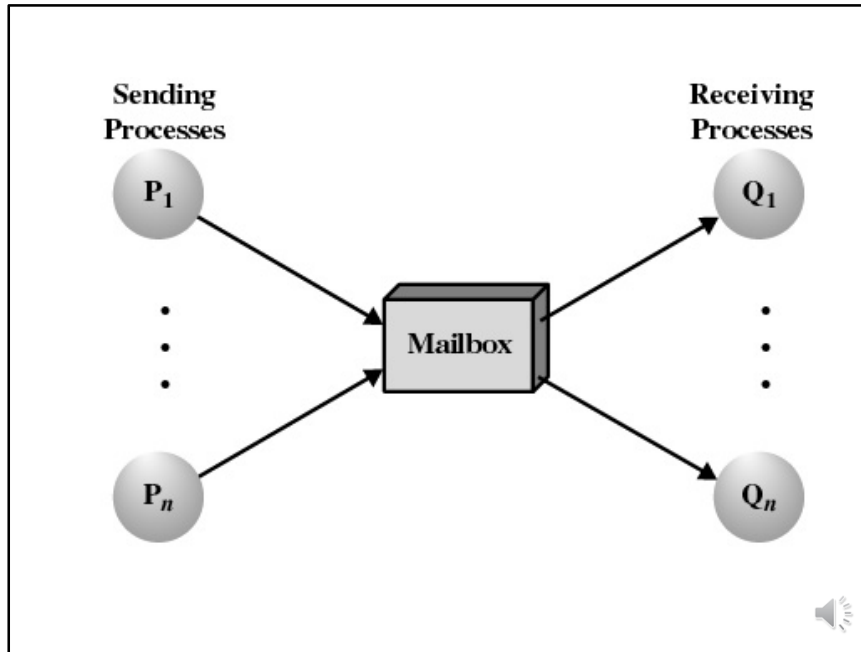 Sending
Processes
Receiving
Processes
P1
Q1
Mailbox
Pn
Qn